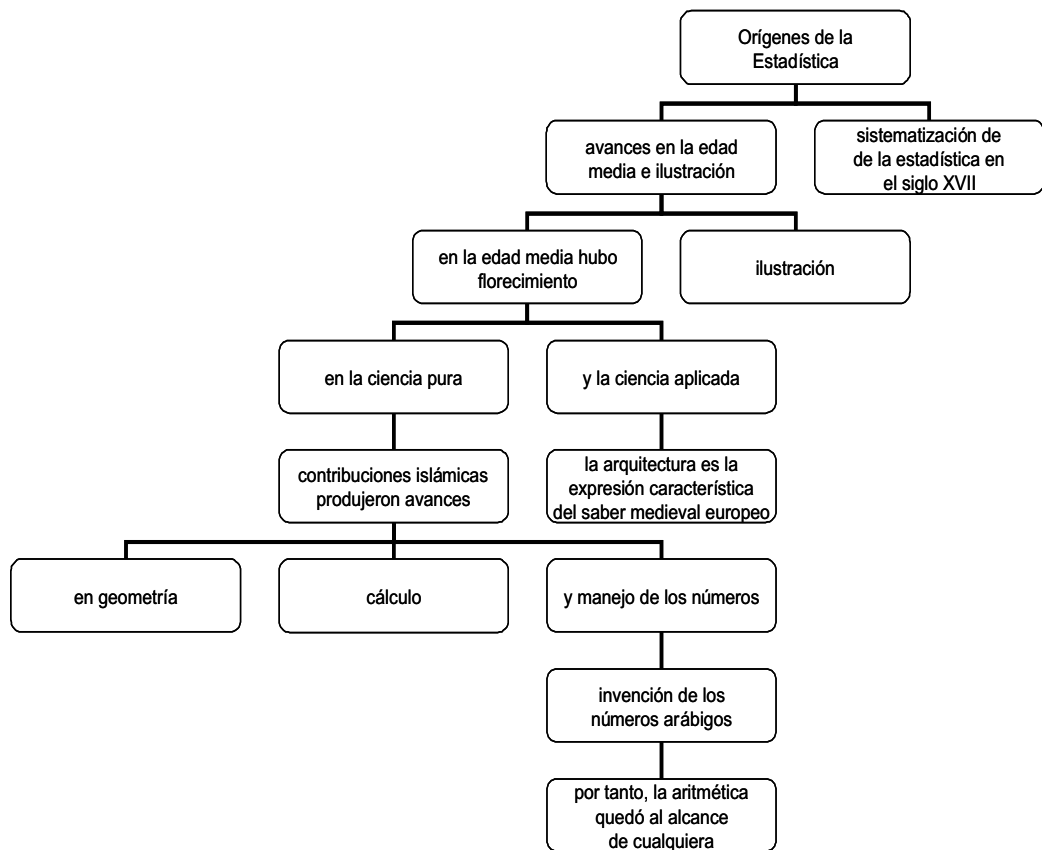 Orígenes de la
Estadística
avances en la edad
media e ilustración
sistematización de
de la estadística en
el siglo XVII
en la edad media hubo
florecimiento
ilustración
en la ciencia pura
y la ciencia aplicada
contribuciones islámicas
produjeron avances
la arquitectura es la
expresión característica
del saber medieval europeo
en geometría
cálculo
y manejo de los números
invención de los
números arábigos
por tanto, la aritmética
quedó al alcance
de cualquiera